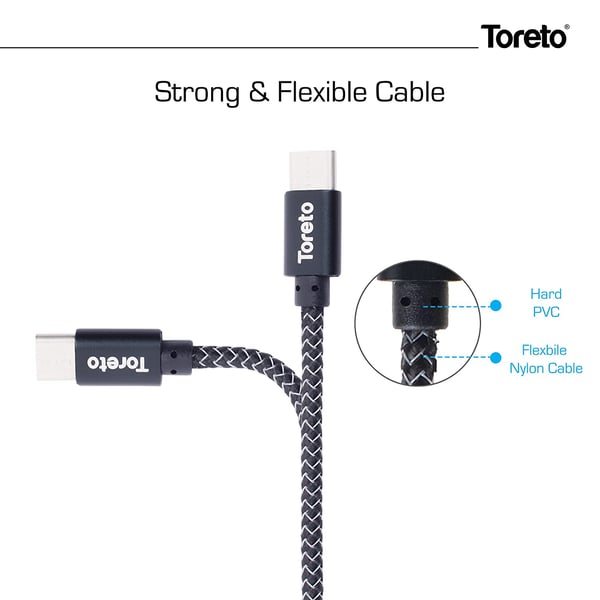 Toreto®
Strong & Flexible Cable
Toreto
Hard
PVC
Toreto
Flexbile
Nylon Cable